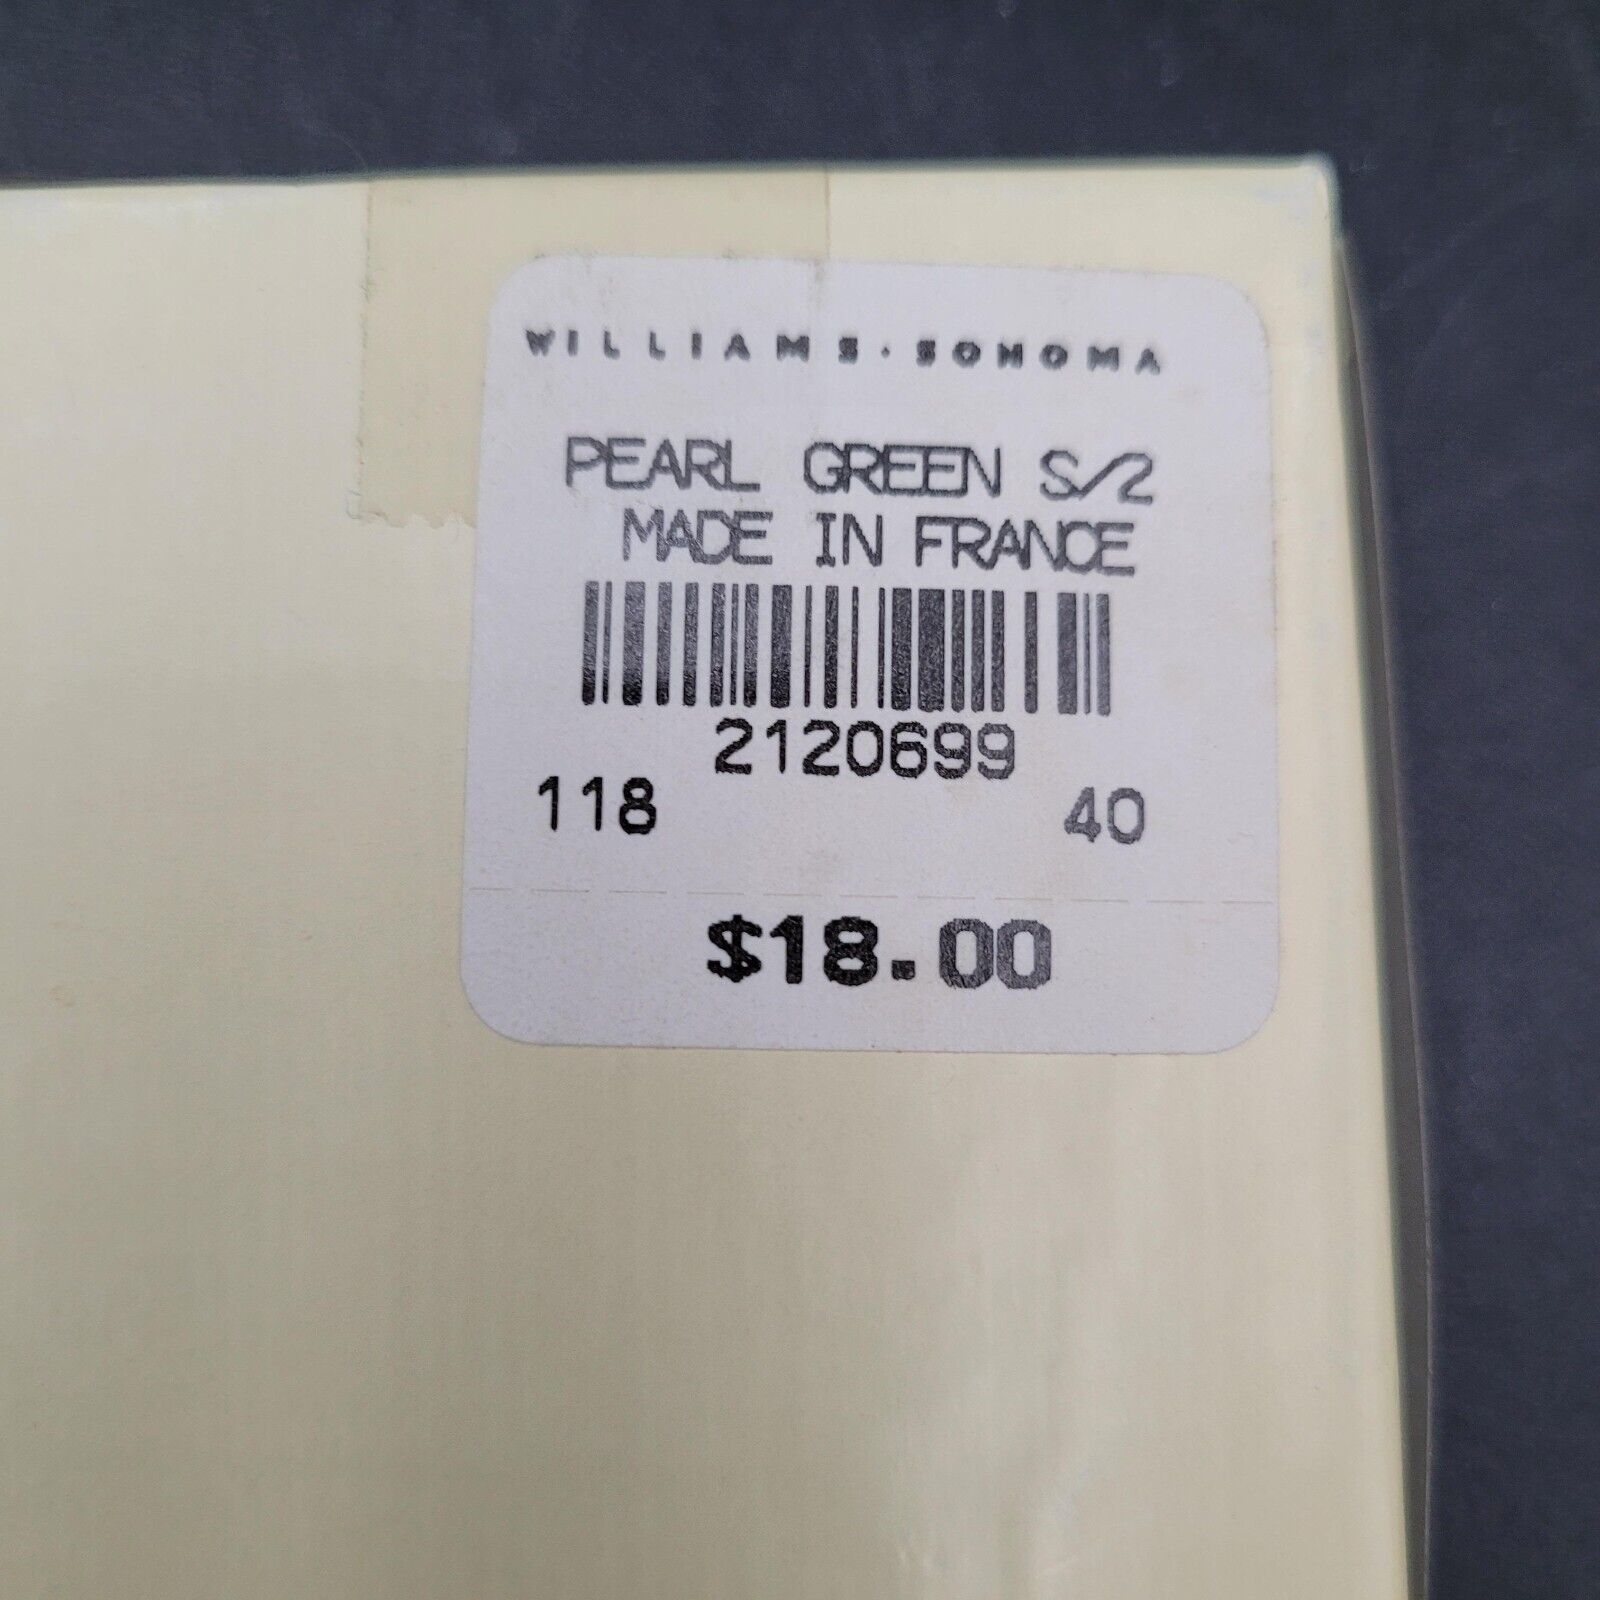 WILLIAMS·SONOMA
PEARL GREEN S/2
MADE IN FRANCE
2120699
118 40
$18.00